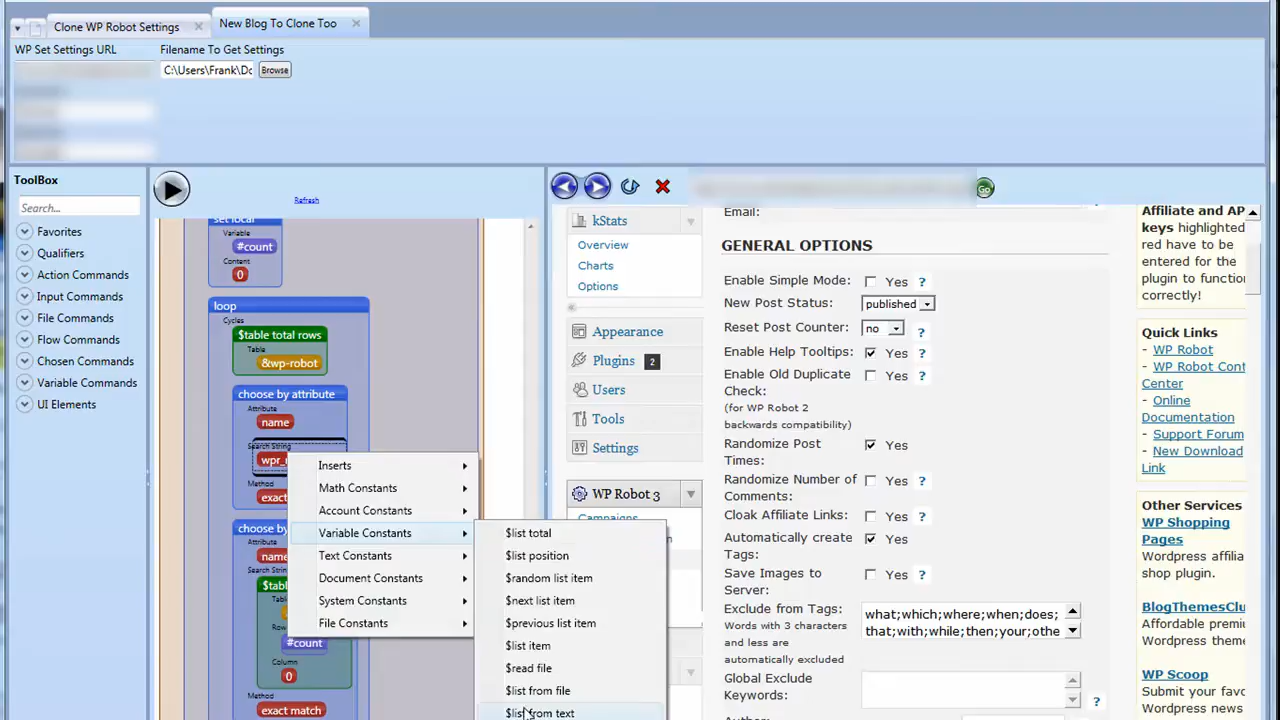 Clone WP Robot Settings
New Blog To Clone Too
WP Set Settings URL
Filename To Get Settings
C:\Users\Frank\Dc
Browse
ToolBox
Search...
Favorites
Qualifiers
Action Commands
Input Commands
File Commands
Flow Commands
Chosen Commands
Variable Commands
UI Elements
Refresh
set local
Variable
#count
Content
0
loop
Cycles
$table total rows
Table
&wp-robot
choose by attribute
Attribute
name
Search String
wpr_
Method
exact
choose by
Attribute
name
Search String
$tabl
#count
Column
0
Method
exact match
Inserts
Math Constants
Account Constants
Variable Constants
Text Constants
Document Constants
System Constants
File Constants
$list total
$list position
$random list item
$next list item
$previous list item
$list item
$read file
$list from file
$list from text
Go
kStats
Overview
Charts
Options
Appearance
Plugins 2
Users
Tools
Settings
WP Robot 3
Campaigns
Email:
GENERAL OPTIONS
Enable Simple Mode: Yes ?
New Post Status: published
Reset Post Counter: no ?
Enable Help Tooltips: Yes ?
Enable Old Duplicate Yes ?
Check:
(for WP Robot 2
backwards compatibility)
Randomize Post Yes
Times:
Randomize Number of Yes ?
Comments:
Cloak Affiliate Links: Yes ?
Automatically create Yes ?
Tags:
Save Images to Yes ?
Server:
Exclude from Tags: what;which;where;when;does;
Words with 3 characters that;with;while;then;your;othe
and less are
automatically excluded
Global Exclude
Keywords: ?
Affiliate and AP
keys highlighted
red have to be
entered for the
plugin to function
correctly!
Quick Links
- WP Robot
- WP Robot Cont
Center
- Online
Documentation
- Support Forum
- New Download
Link
Other Services
WP Shopping
Pages
Wordpress affilia
shop plugin.
BlogThemesClu
Affordable premiu
Wordpress theme
WP Scoop
Submit your favo
Wordpress news